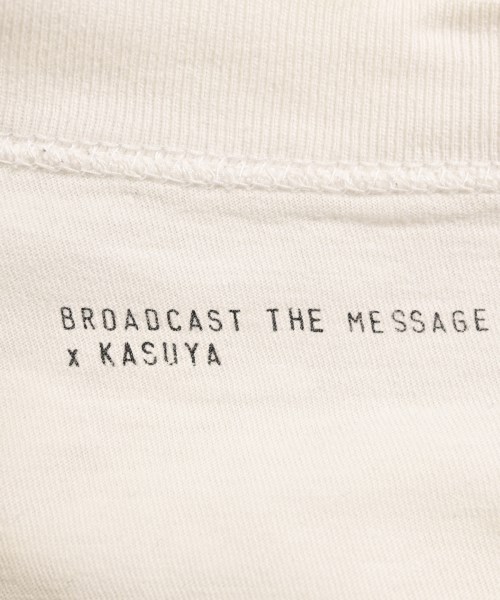 BROADCAST THE MESSAGE
x KASUYA